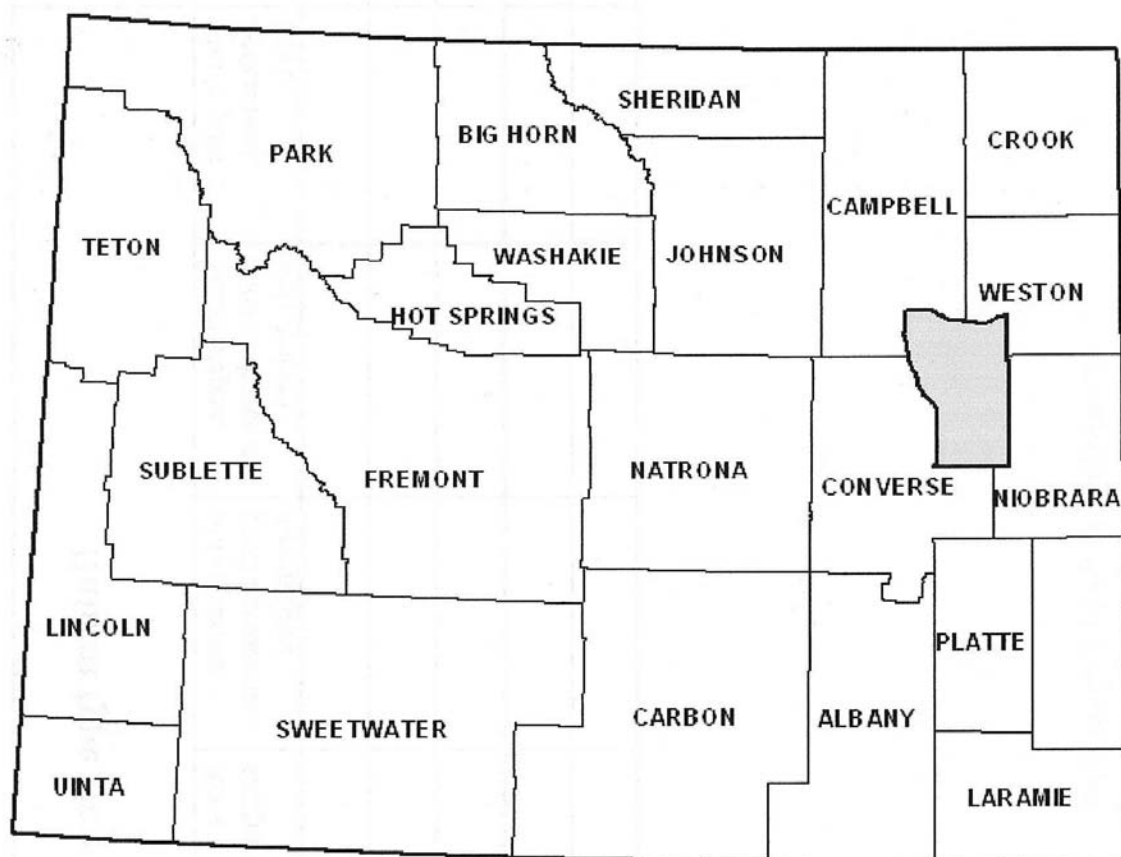 SHERIDAN
BIG HORN
CROOK
PARK
CAMPBELL
TETON
WASHAKIE
JOHNSON
WESTON
HOT SPRINGS
SUBLETTE
FREMONT
NATRONA
CONVERSE
NIOBRARA
LINCOLN
PLATTE
SWEETWATER
CARBON
ALBANY
UINTA
LARAMIE